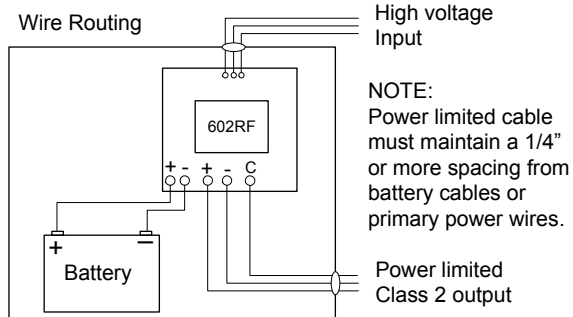 Wire Routing
High voltage
Input
602RF
+ - + - C
NOTE:
Power limited cable
must maintain a 1/4”
or more spacing from
battery cables or
primary power wires.
+ −
Battery
Power limited
Class 2 output